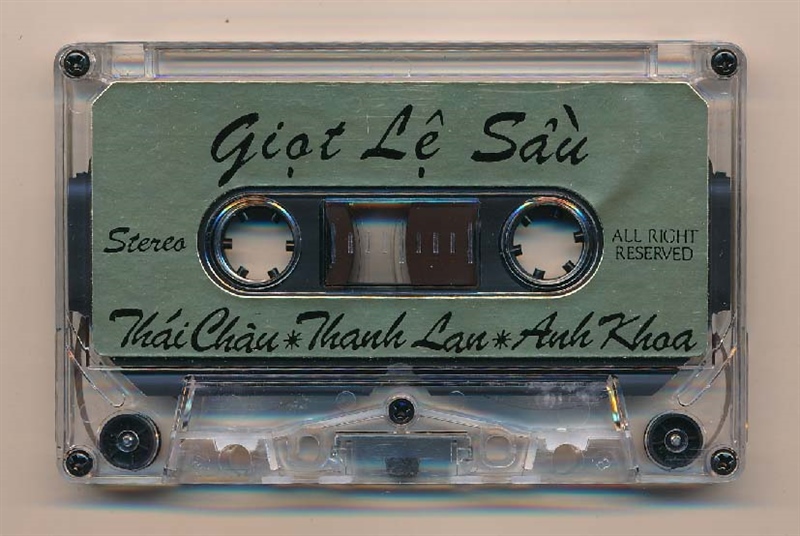 Giọt Lệ Sầu
Stereo
ALL RIGHT
RESERVED
Thái Châu * Thanh Lan * Anh Khoa